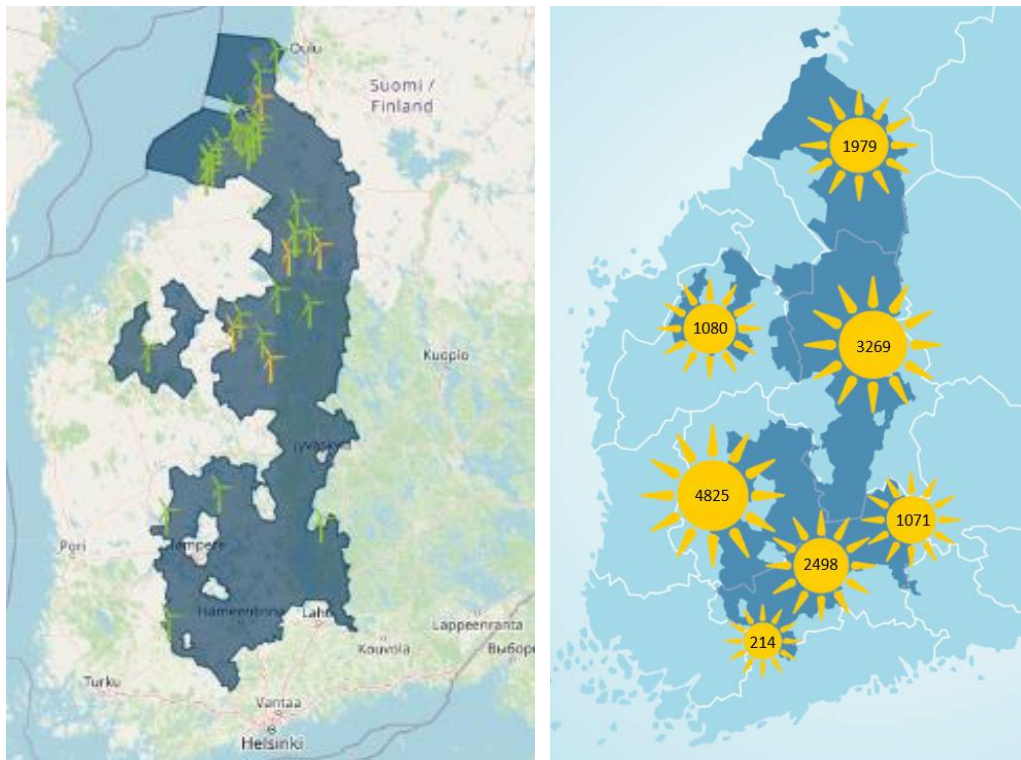 Oulu
Suomi /
Finland
Kuopio
Jyväskylä
Pori
Tampere
Hämeenlinna
Lahti
Lappeenranta
Kouvola
Turku
Vantaa
Helsinki
1979
1080
3269
4825
1071
2498
214